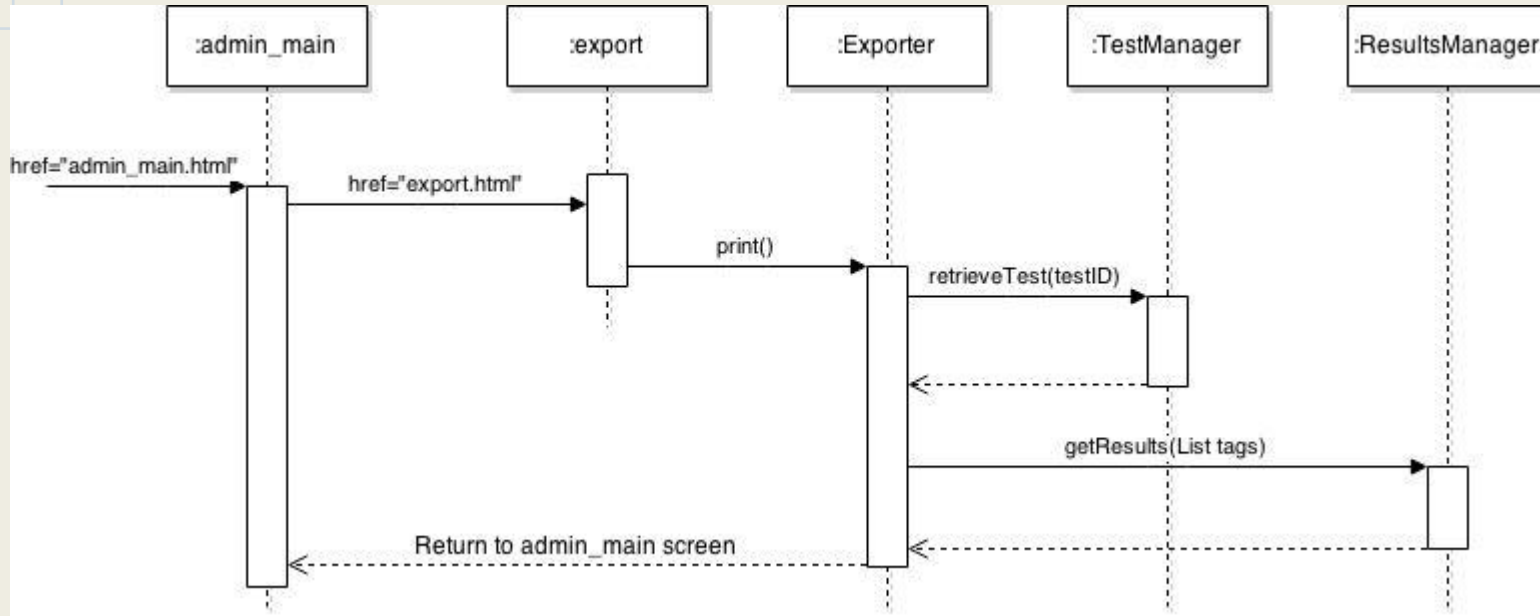 :admin_main
:export
:Exporter
:TestManager
:ResultsManager
href="admin_main.html"
href="export.html"
print()
retrieveTest(testID)
getResults(List tags)
Return to admin_main screen